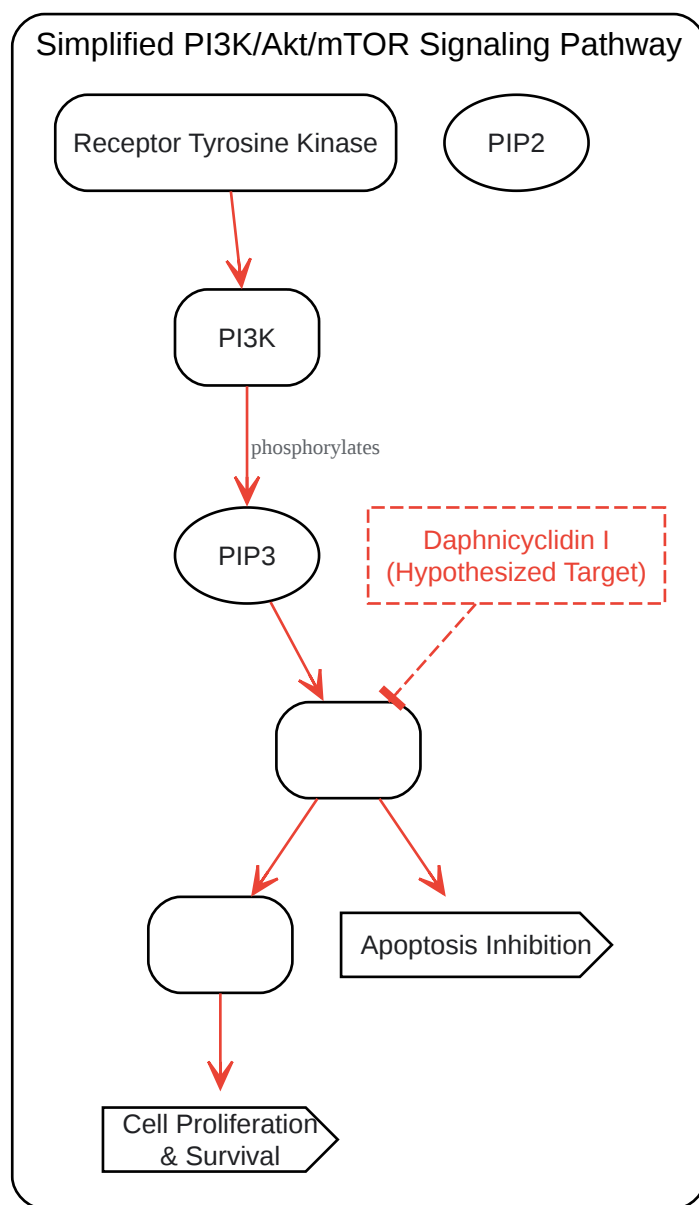 Simplified PI3K/Akt/mTOR Signaling Pathway
Receptor Tyrosine Kinase
PIP2
PI3K
phosphorylates
PIP3
Daphnicyclidin I
(Hypothesized Target)
Apoptosis Inhibition
Cell Proliferation
& Survival